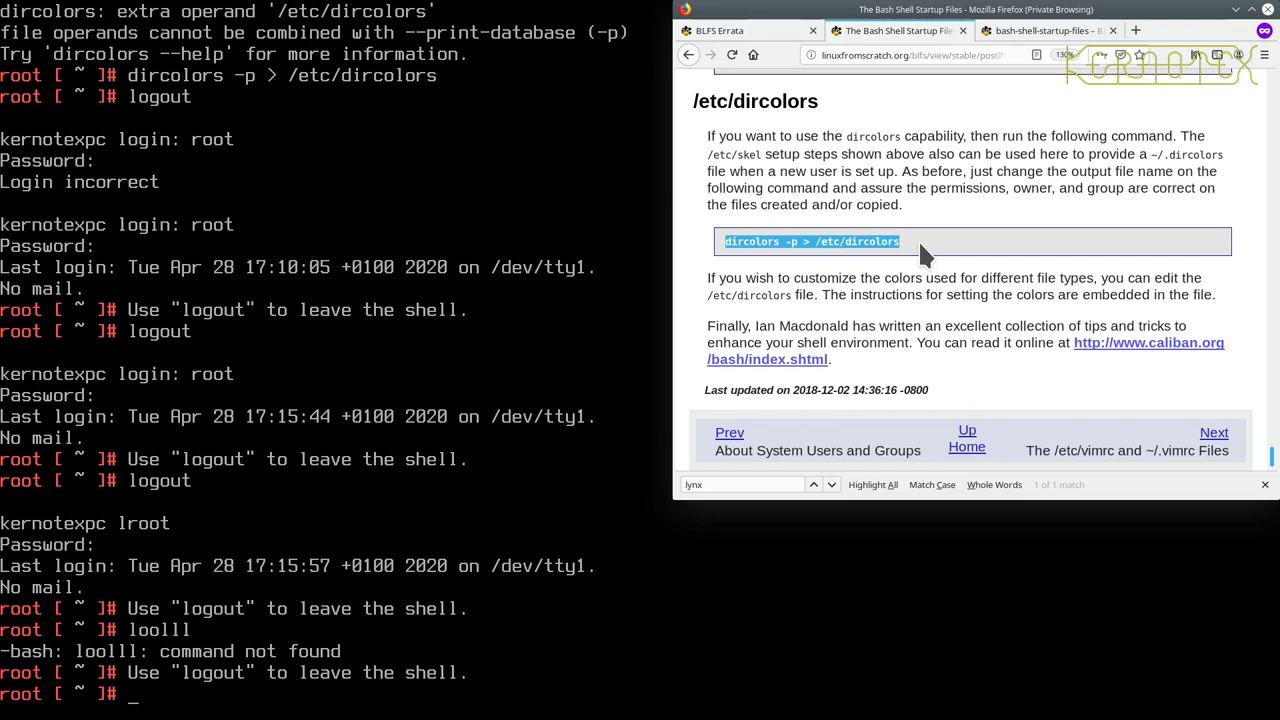 dircolors: extra operand '/etc/dircolors'
file operands cannot be combined with --print-database (-p)
Try 'dircolors --help' for more information.
root [ ~ ]# dircolors -p > /etc/dircolors
root [ ~ ]# logout
kernotexpc login: root
Password:
Login incorrect
kernotexpc login: root
Password:
Last login: Tue Apr 28 17:10:05 +0100 2020 on /dev/tty1.
No mail.
root [ ~ ]# Use "logout" to leave the shell.
root [ ~ ]# logout
kernotexpc login: root
Password:
Last login: Tue Apr 28 17:15:44 +0100 2020 on /dev/tty1.
No mail.
root [ ~ ]# Use "logout" to leave the shell.
root [ ~ ]# logout
kernotexpc lroot
Password:
Last login: Tue Apr 28 17:15:57 +0100 2020 on /dev/tty1.
No mail.
root [ ~ ]# Use "logout" to leave the shell.
root [ ~ ]# loolll
-bash: loolll: command not found
root [ ~ ]# Use "logout" to leave the shell.
root [ ~ ]# _
The Bash Shell Startup Files - Mozilla Firefox (Private Browsing)
BLFS Errata
The Bash Shell Startup File
bash-shell-startup-files – B
linuxfromscratch.org/blfs/view/stable/postlf
130%
KERNOTEX
/etc/dircolors
If you want to use the dircolors capability, then run the following command. The
/etc/skel setup steps shown above also can be used here to provide a ~/.dircolors
file when a new user is set up. As before, just change the output file name on the
following command and assure the permissions, owner, and group are correct on
the files created and/or copied.
dircolors -p > /etc/dircolors
If you wish to customize the colors used for different file types, you can edit the
/etc/dircolors file. The instructions for setting the colors are embedded in the file.
Finally, Ian Macdonald has written an excellent collection of tips and tricks to
enhance your shell environment. You can read it online at http://www.caliban.org
/bash/index.shtml.
Last updated on 2018-12-02 14:36:16 -0800
Prev
About System Users and Groups
Up
Home
Next
The /etc/vimrc and ~/.vimrc Files
lynx
Highlight All
Match Case
Whole Words
1 of 1 match